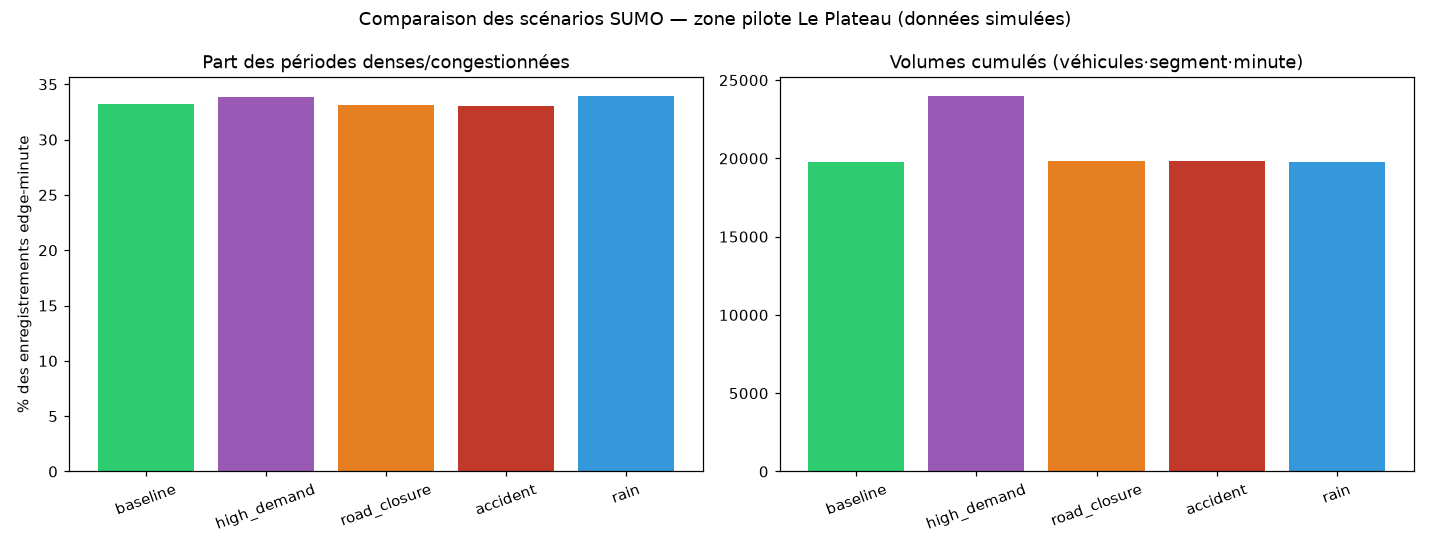 Comparaison des scénarios SUMO — zone pilote Le Plateau (données simulées)
Part des périodes denses/congestionnées
% des enregistrements edge-minute
35
30
25
20
15
10
5
0
baseline
high_demand
road_closure
accident
rain
Volumes cumulés (véhicules·segment·minute)
25000
20000
15000
10000
5000
0
baseline
high_demand
road_closure
accident
rain